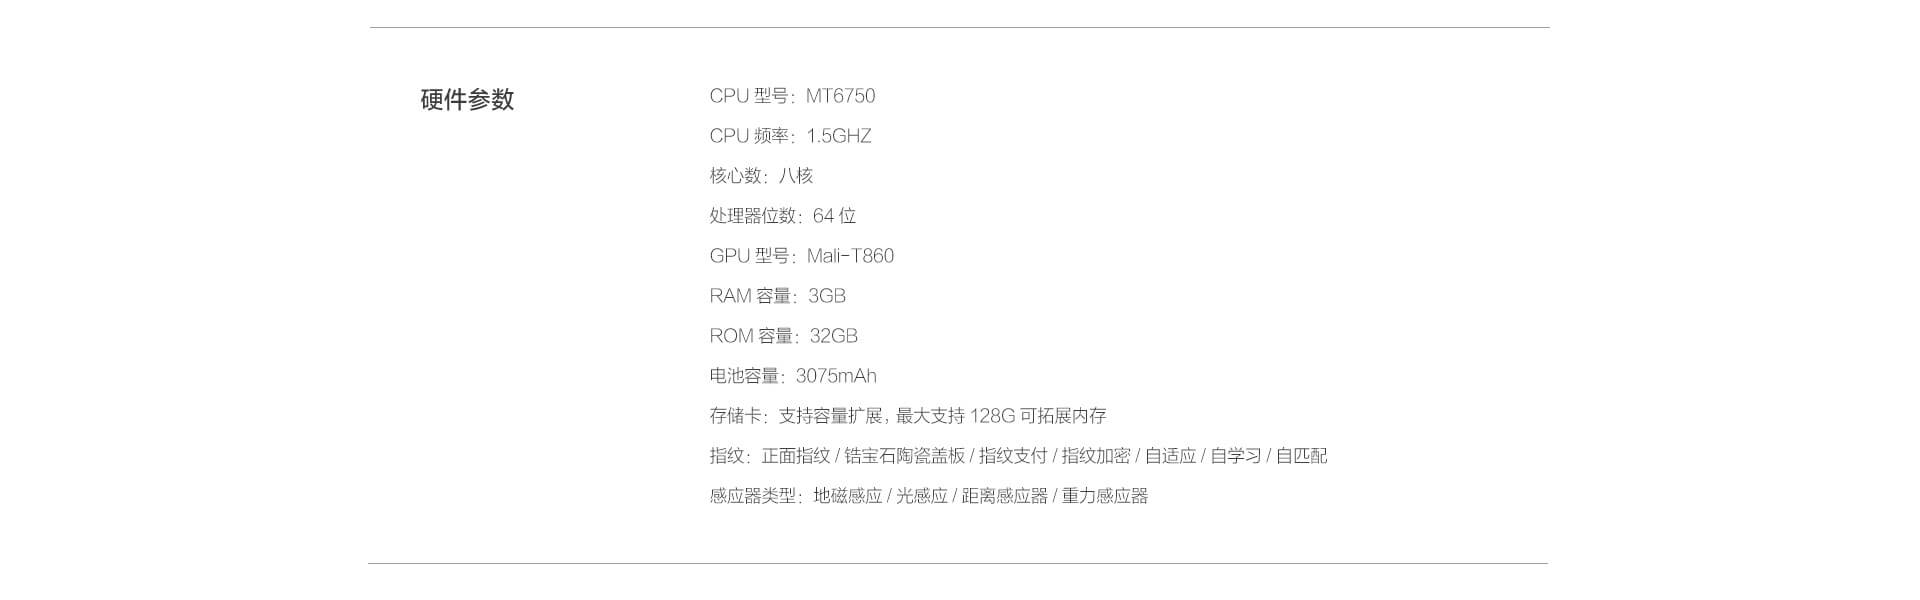 硬件参数
CPU 型号：MT6750
CPU 频率：1.5GHZ
核心数：八核
处理器位数：64 位
GPU 型号：Mali-T860
RAM 容量：3GB
ROM 容量：32GB
电池容量：3075mAh
存储卡：支持容量扩展，最大支持 128G 可拓展内存
指纹：正面指纹 / 锆宝石陶瓷盖板 / 指纹支付 / 指纹加密 / 自适应 / 自学习 / 自匹配
感应器类型：地磁感应 / 光感应 / 距离感应器 / 重力感应器